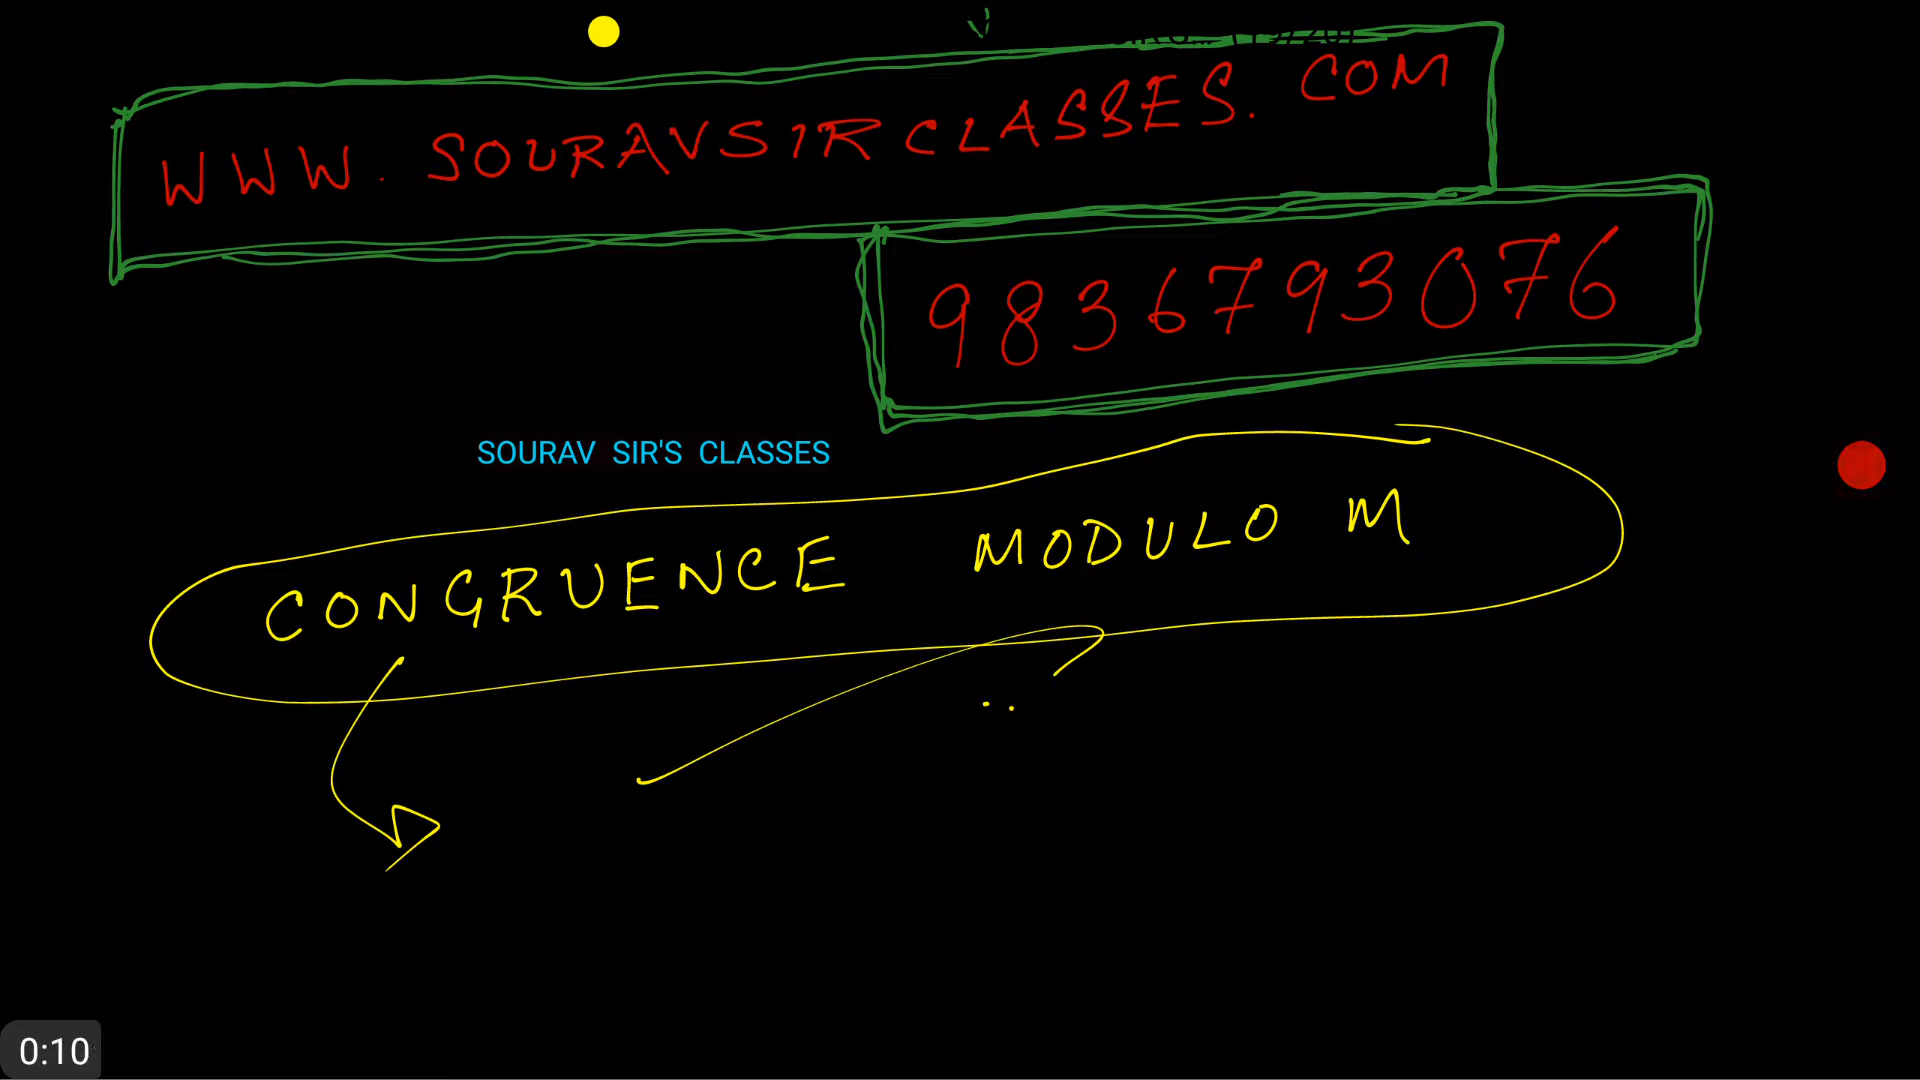 WWW. SOURAVSIRCLASSES. COM
9836793076
SOURAV SIR'S CLASSES
CONGRUENCE MODULO M
0:10